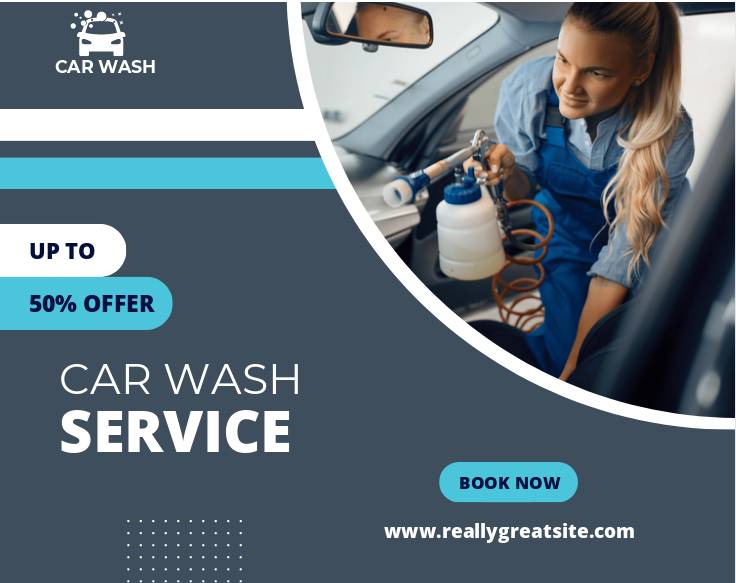 CAR WASH
UP TO
50% OFFER
CAR WASH
SERVICE
BOOK NOW
www.reallygreatsite.com